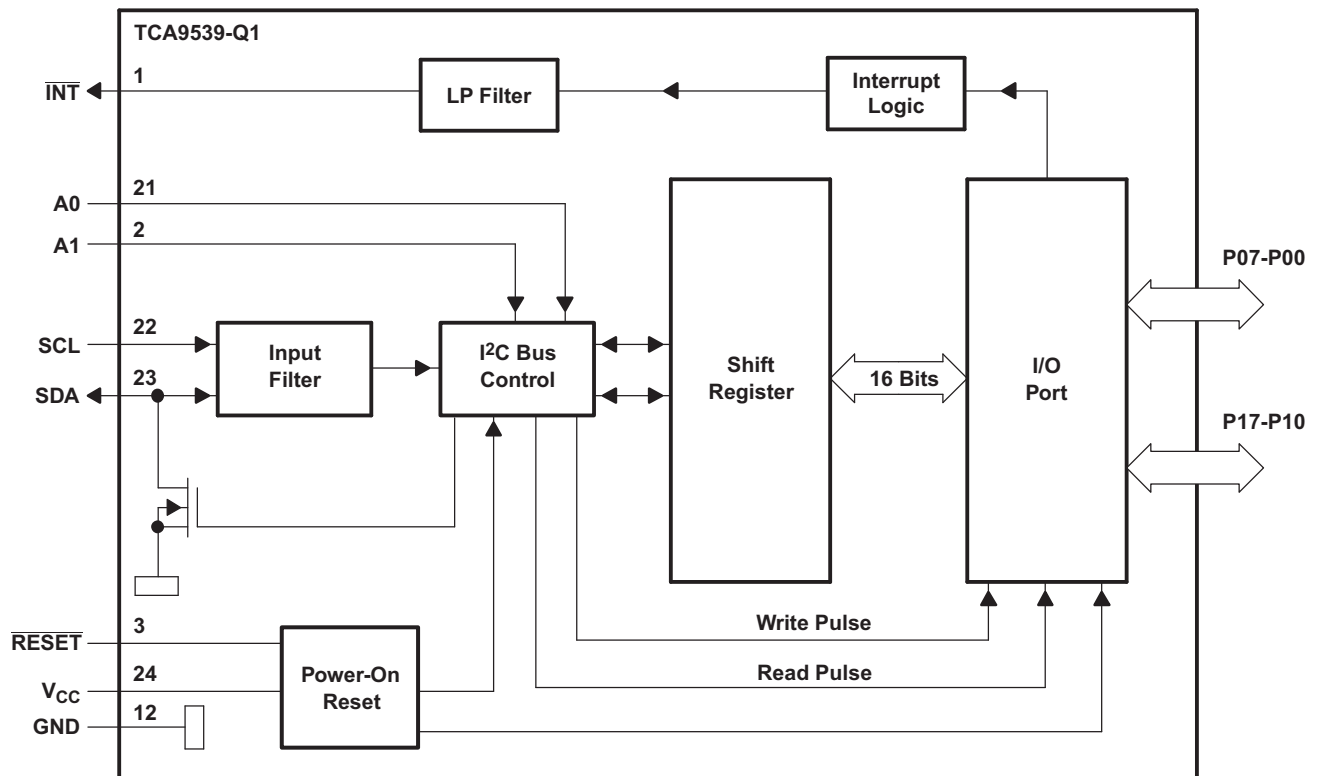 TCA9539-Q1
1
INT
LP Filter
Interrupt
Logic
21
A0
2
A1
P07-P00
22
SCL
23
SDA
Input
Filter
I2C Bus
Control
Shift
Register
16 Bits
I/O
Port
P17-P10
3
RESET
Write Pulse
24
VCC
Power-On
Reset
Read Pulse
12
GND